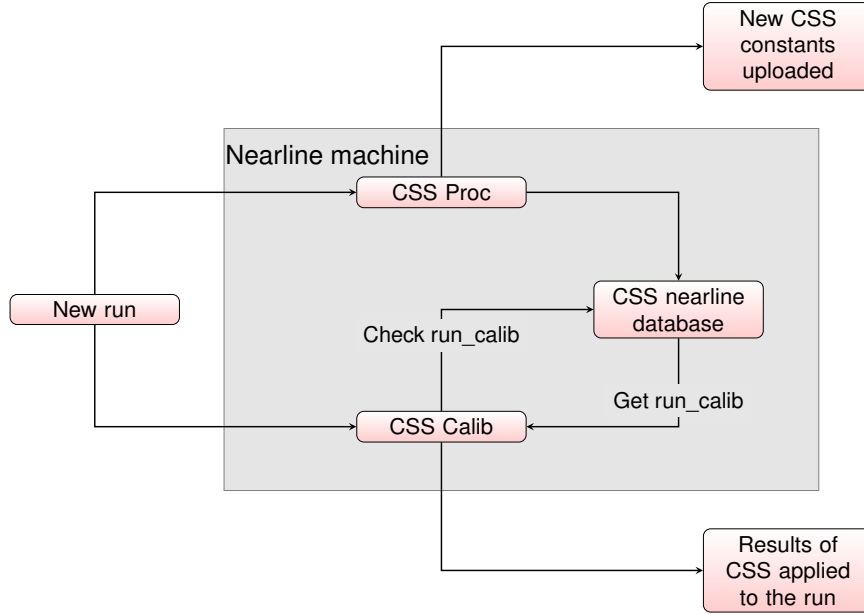 New CSS
constants
uploaded
Nearline machine
CSS Proc
New run
CSS nearline
database
Check run_calib
Get run_calib
CSS Calib
Results of
CSS applied
to the run